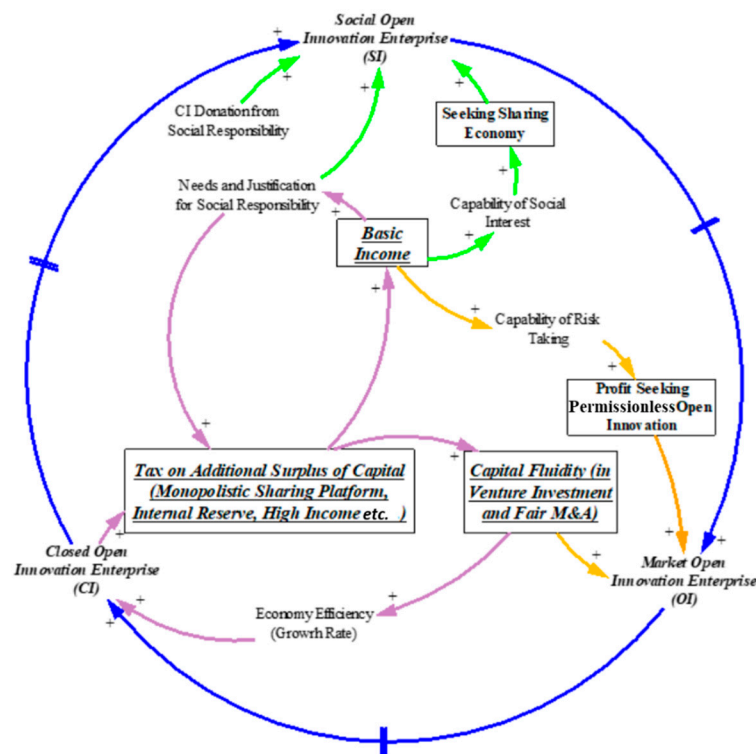 Social Open
Innovation Enterprise
(SI)
CI Donation from
Social Responsibility
Seeking Sharing
Economy
Needs and Justification
for Social Responsibility
Capability of Social
Interest
Basic
Income
Capability of Risk
Taking
Profit Seeking
Permissionless Open
Innovation
Tax on Additional Surplus of Capital
(Monopolistic Sharing Platform,
Internal Reserve, High Income etc. )
Capital Fluidity (in
Venture Investment
and Fair M&A)
Closed Open
Innovation Enterprise
(CI)
Market Open
Innovation Enterprise
(OI)
Economy Efficiency
(Growrh Rate)